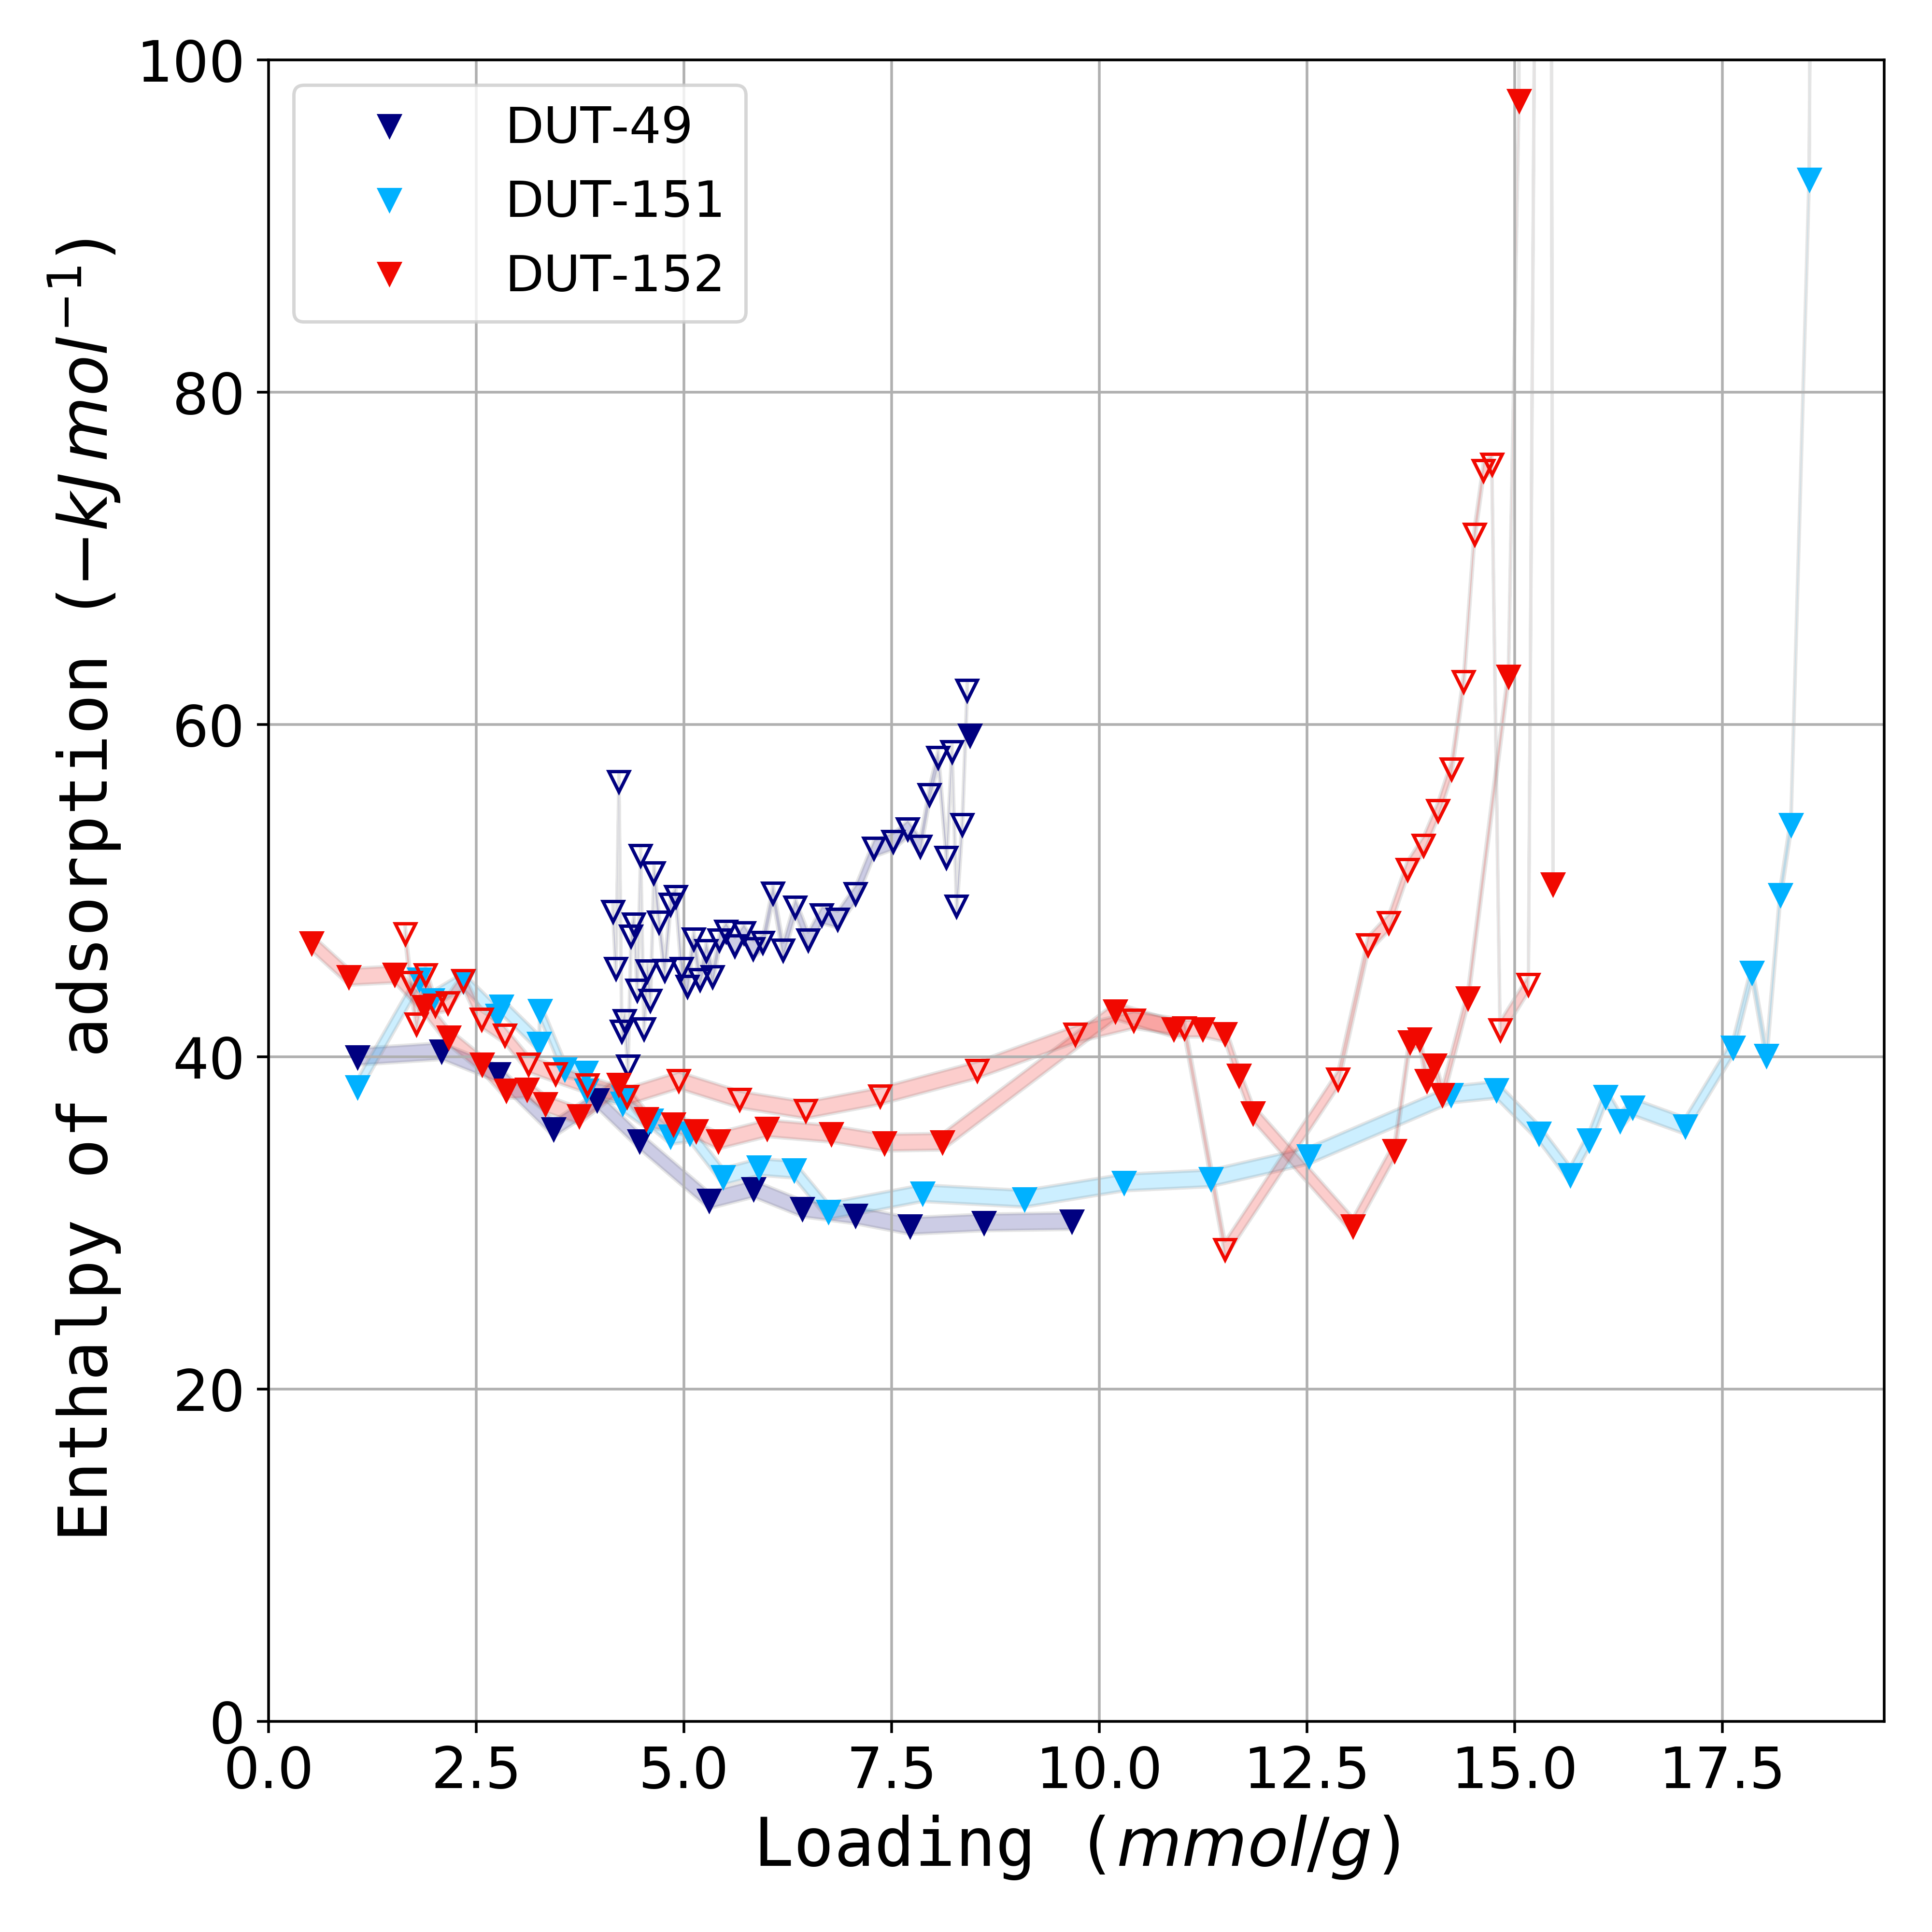 100
80
60
40
20
0
Enthalpy of adsorption (−kJ mol⁻¹)
DUT-49
DUT-151
DUT-152
0.0 2.5 5.0 7.5 10.0 12.5 15.0 17.5
Loading (mmol/g)